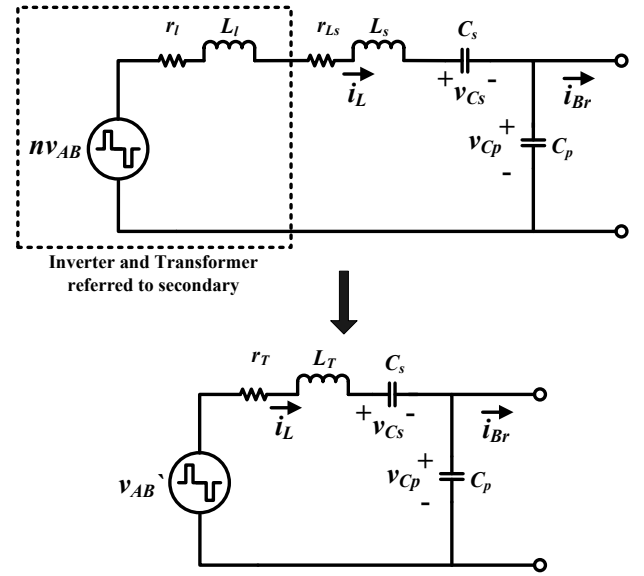 r_l L_l r_Ls L_s C_s
i_L + v_Cs - i_Br
nv_AB v_Cp + - C_p
Inverter and Transformer
referred to secondary
r_T L_T C_s
i_L + v_Cs - i_Br
v_AB` v_Cp + - C_p